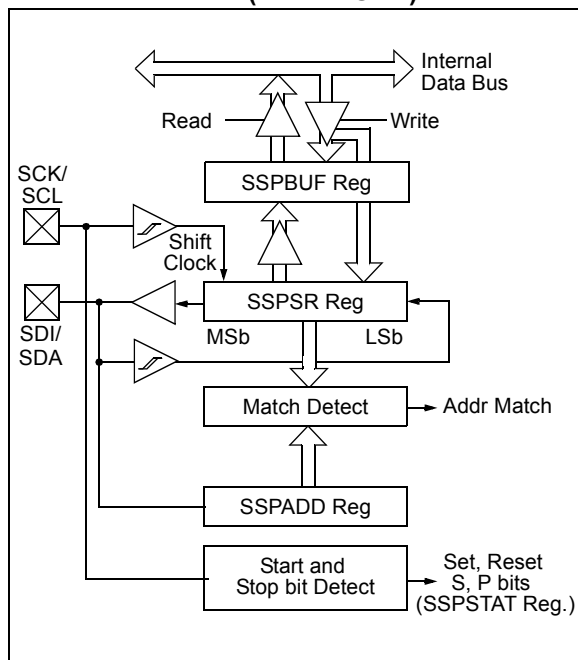 Internal
Data Bus
Read
Write
SCK/
SCL
SSPBUF Reg
Shift
Clock
SSPSR Reg
SDI/
SDA
MSb
LSb
Match Detect
Addr Match
SSPADD Reg
Start and
Stop bit Detect
Set, Reset
S, P bits
(SSPSTAT Reg.)